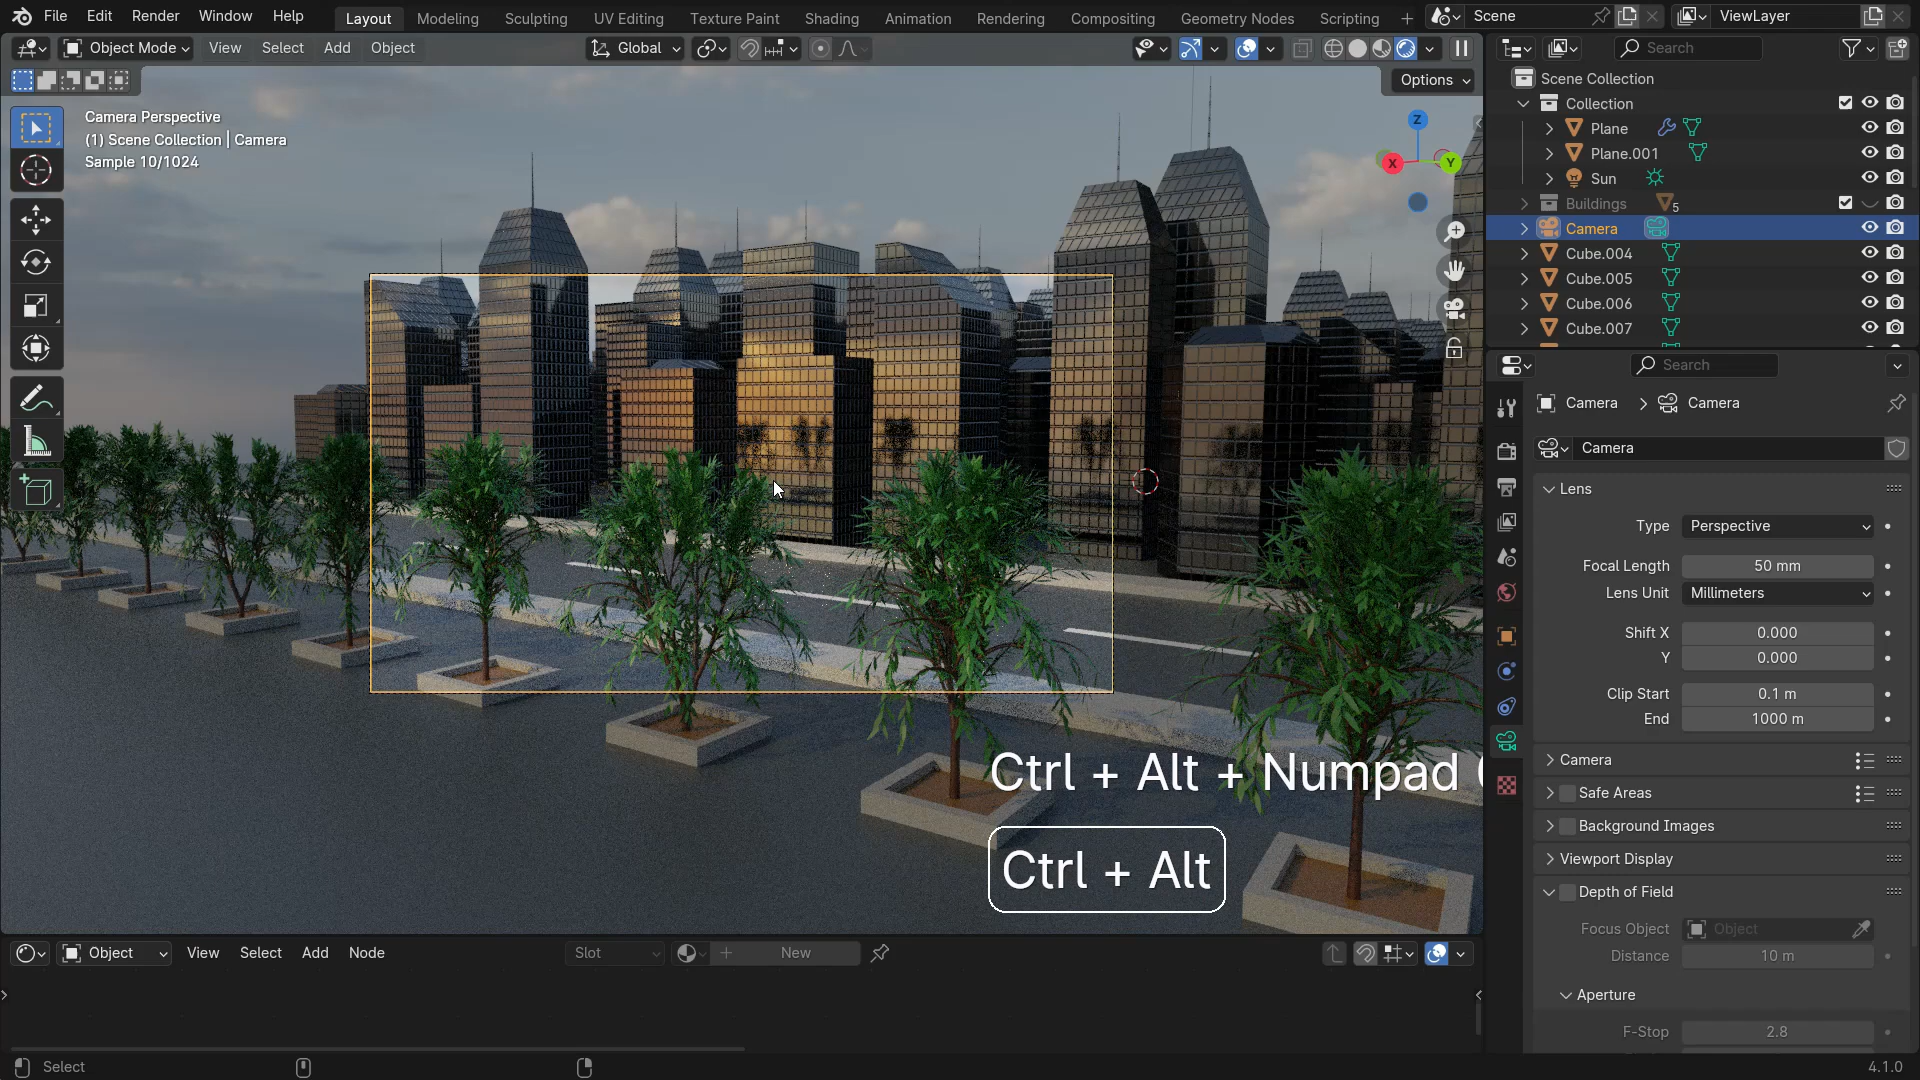 File Edit Render Window Help Layout Modeling Sculpting UV Editing Texture Paint Shading Animation Rendering Compositing Geometry Nodes Scripting + Scene ViewLayer
Object Mode View Select Add Object Global Search
Options
Camera Perspective
(1) Scene Collection | Camera
Sample 10/1024
Z
X
Y
Scene Collection
Collection
Plane
Plane.001
Sun
Buildings 5
Camera
Cube.004
Cube.005
Cube.006
Cube.007
Search
Camera > Camera
Camera
Lens
Type Perspective
Focal Length 50 mm
Lens Unit Millimeters
Shift X 0.000
Y 0.000
Clip Start 0.1 m
End 1000 m
Camera
Safe Areas
Background Images
Viewport Display
Depth of Field
Focus Object Object
Distance 10 m
Aperture
F-Stop 2.8
Ctrl + Alt + Numpad
Ctrl + Alt
Object View Select Add Node Slot + New
Select 4.1.0